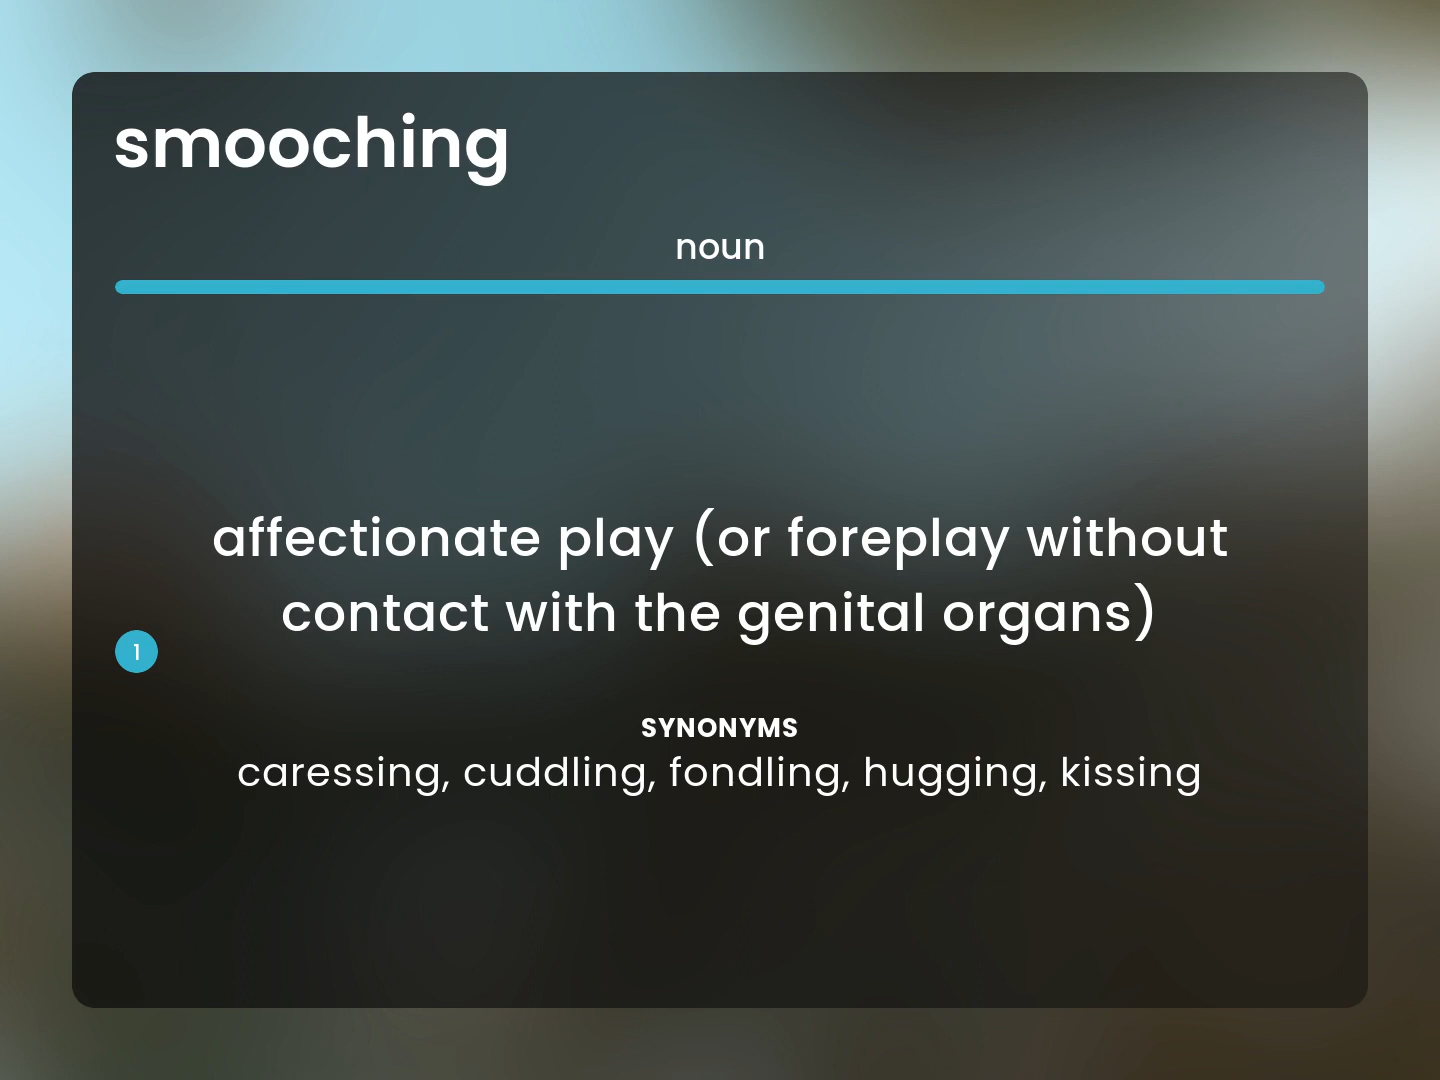 smooching
noun
affectionate play (or foreplay without
contact with the genital organs)
1
SYNONYMS
caressing, cuddling, fondling, hugging, kissing